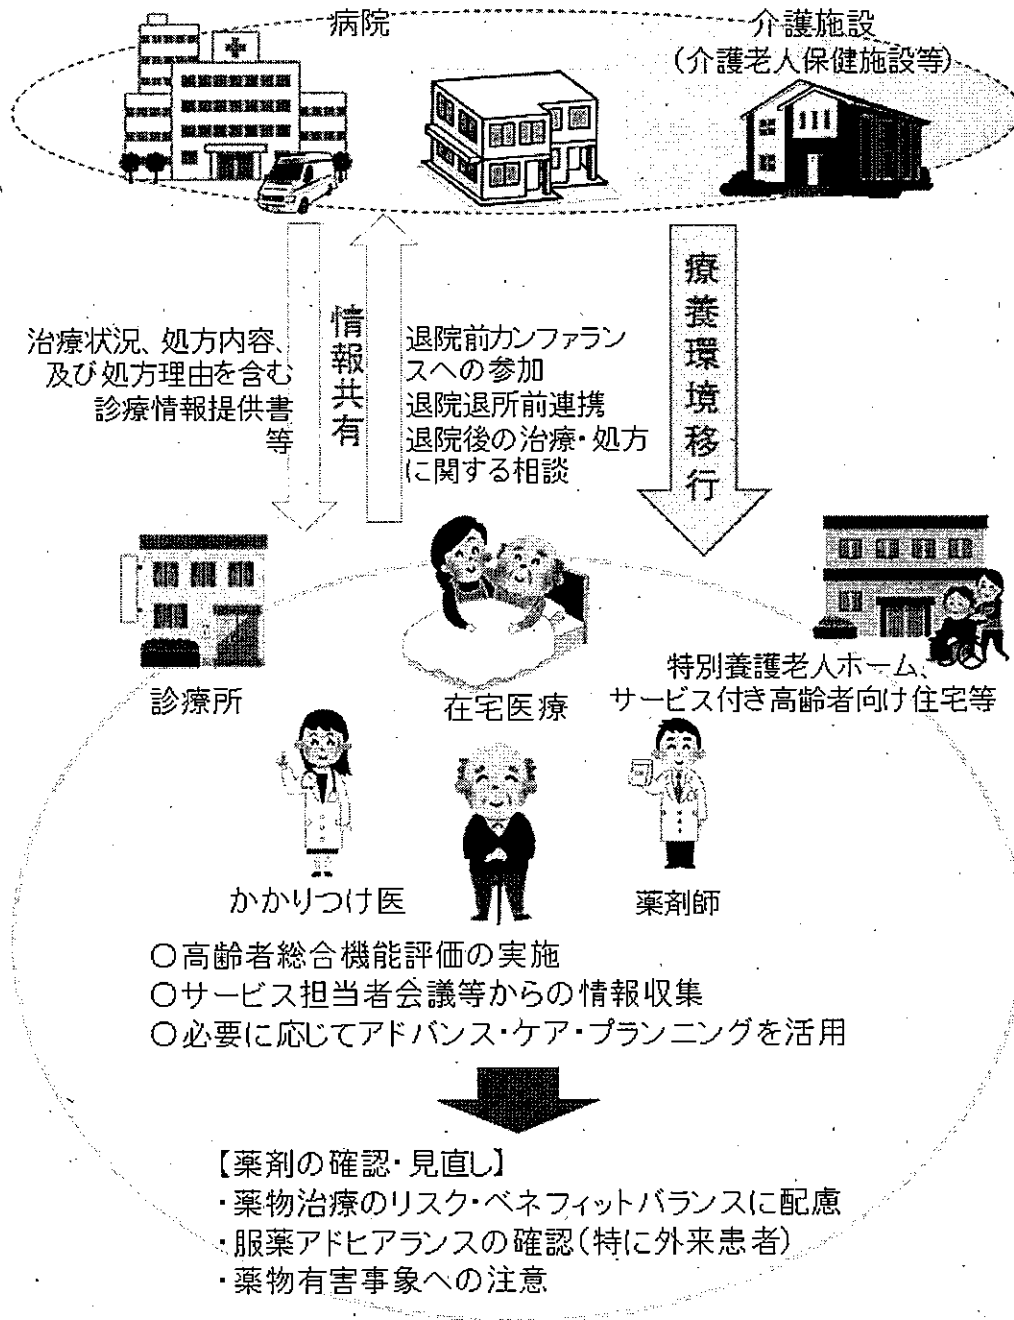 病院
介護施設
(介護老人保健施設等)
治療状況、処方内容、
及び処方理由を含む
診療情報提供書
等
情報共有
退院前カンファラン
スへの参加
退院退所前連携
退院後の治療・処方
に関する相談
療養環境移行
診療所
在宅医療
特別養護老人ホーム、
サービス付き高齢者向け住宅等
かかりつけ医
薬剤師
○高齢者総合機能評価の実施
○サービス担当者会議等からの情報収集
○必要に応じてアドバンス・ケア・プランニングを活用
【薬剤の確認・見直し】
・薬物治療のリスク・ベネフィットバランスに配慮
・服薬アドヒアランスの確認(特に外来患者)
・薬物有害事象への注意